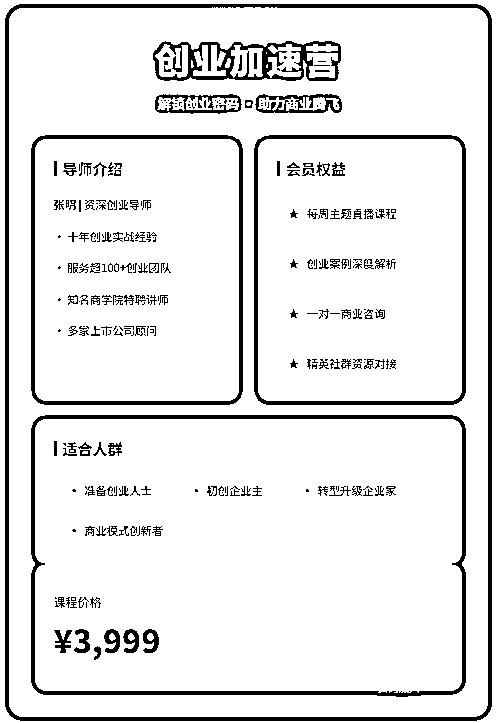 创业加速营
解锁创业密码 · 助力商业腾飞
导师介绍
张明 | 资深创业导师
• 十年创业实战经验
• 服务超100+创业团队
• 知名商学院特聘讲师
• 多家上市公司顾问
会员权益
★ 每周主题直播课程
★ 创业案例深度解析
★ 一对一商业咨询
★ 精英社群资源对接
适合人群
• 准备创业人士 • 初创企业主 • 转型升级企业家
• 商业模式创新者
课程价格
¥3,999